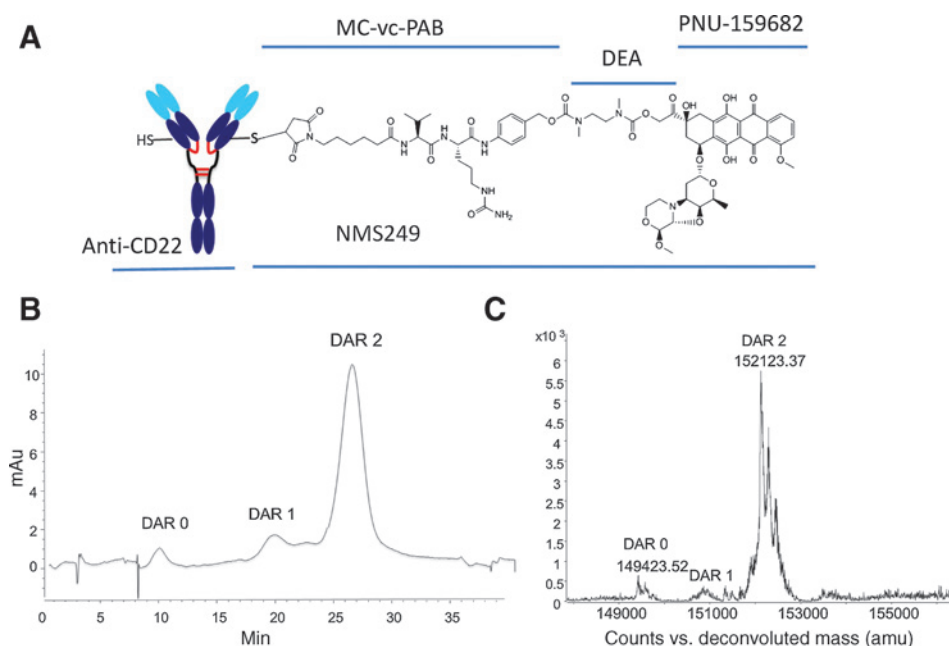 A
MC-vc-PAB
PNU-159682
DEA
HS
S
O
O
N
O
H
N
O
N
H
O
H
N
NH
O
NH₂
O
O
N
N
O
O
O
OH
OH
O
O
OH
O
O
O
O
N
O
O
O
Anti-CD22
NMS249
B
mAu
10
8
6
4
2
0
DAR 0
DAR 1
DAR 2
0
5
10
15
20
25
30
35
Min
C
x10³
6
5.5
5
4.5
4
3.5
3
2.5
2
1.5
1
0.5
0
DAR 2
152123.37
DAR 0
149423.52
DAR 1
149000
151000
153000
155000
Counts vs. deconvoluted mass (amu)